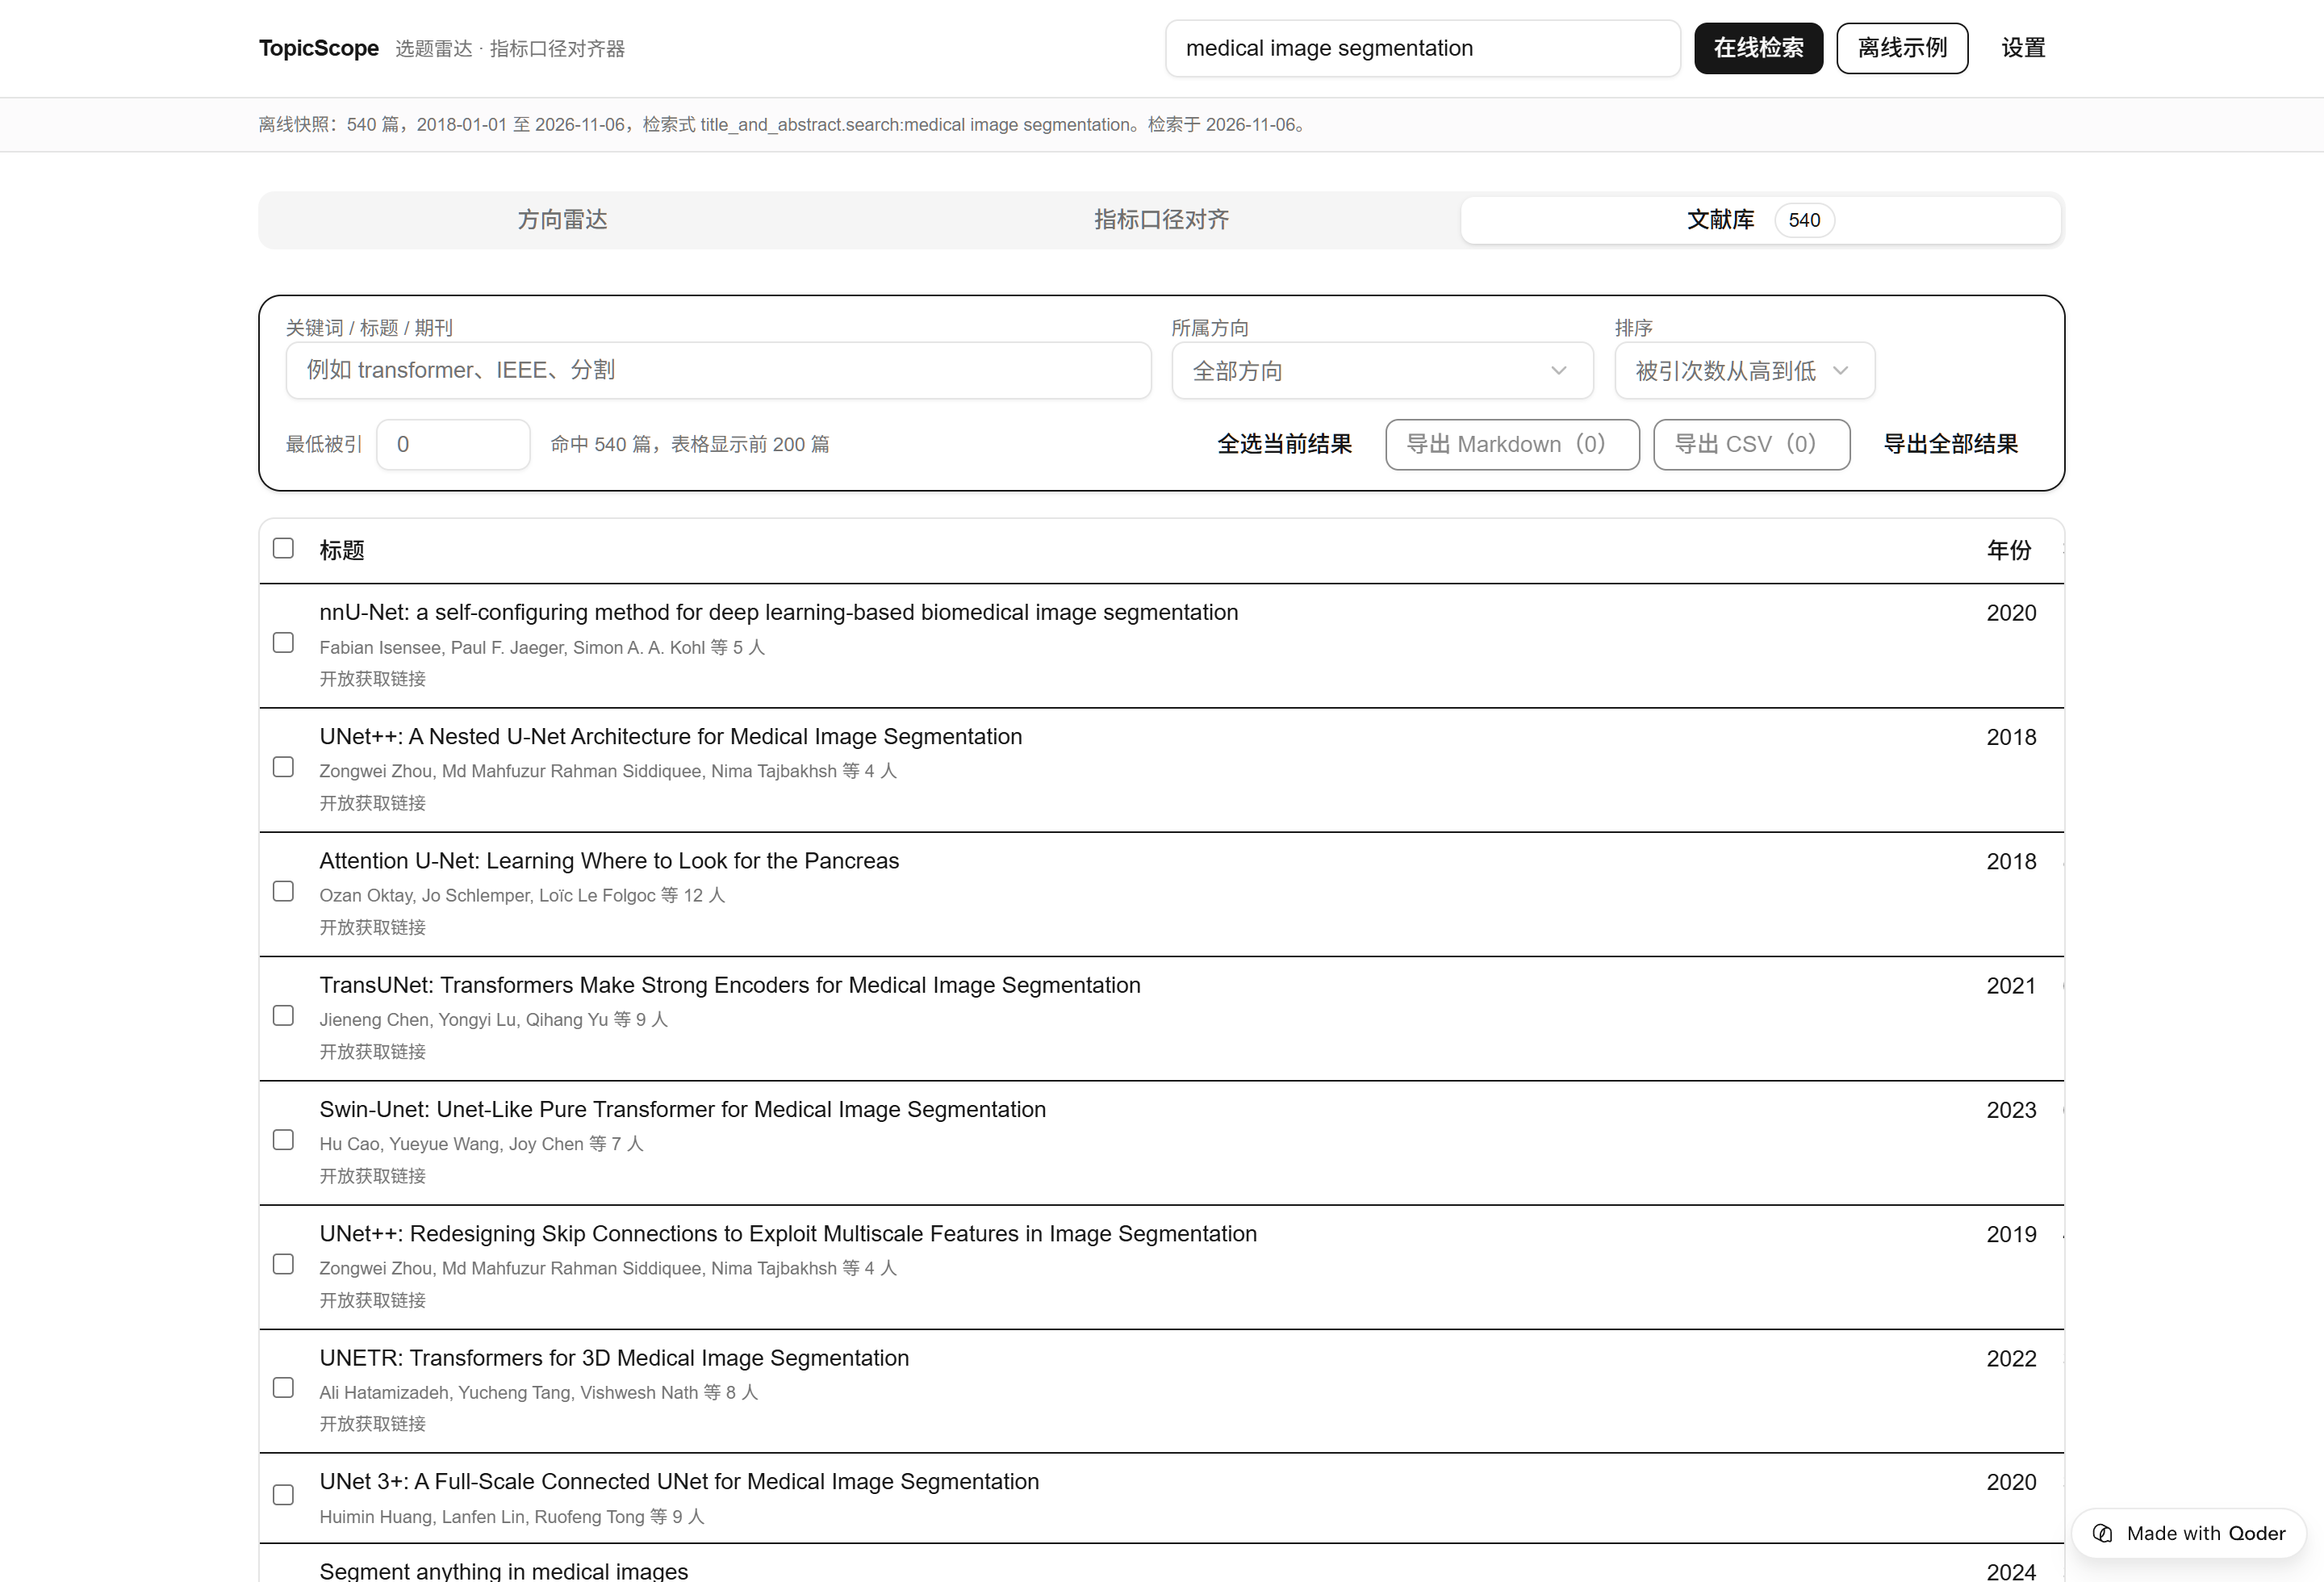 TopicScope 选题雷达 · 指标口径对齐器
medical image segmentation 在线检索 离线示例 设置
离线快照：540 篇，2018-01-01 至 2026-11-06，检索式 title_and_abstract.search:medical image segmentation。检索于 2026-11-06。
方向雷达 指标口径对齐 文献库 540
关键词 / 标题 / 期刊 所属方向 排序
例如 transformer、IEEE、分割 全部方向 被引次数从高到低
最低被引 0 命中 540 篇，表格显示前 200 篇 全选当前结果 导出 Markdown（0） 导出 CSV（0） 导出全部结果
标题 年份
nnU-Net: a self-configuring method for deep learning-based biomedical image segmentation 2020
Fabian Isensee, Paul F. Jaeger, Simon A. A. Kohl 等 5 人
开放获取链接
UNet++: A Nested U-Net Architecture for Medical Image Segmentation 2018
Zongwei Zhou, Md Mahfuzur Rahman Siddiquee, Nima Tajbakhsh 等 4 人
开放获取链接
Attention U-Net: Learning Where to Look for the Pancreas 2018
Ozan Oktay, Jo Schlemper, Loïc Le Folgoc 等 12 人
开放获取链接
TransUNet: Transformers Make Strong Encoders for Medical Image Segmentation 2021
Jieneng Chen, Yongyi Lu, Qihang Yu 等 9 人
开放获取链接
Swin-Unet: Unet-Like Pure Transformer for Medical Image Segmentation 2023
Hu Cao, Yueyue Wang, Joy Chen 等 7 人
开放获取链接
UNet++: Redesigning Skip Connections to Exploit Multiscale Features in Image Segmentation 2019
Zongwei Zhou, Md Mahfuzur Rahman Siddiquee, Nima Tajbakhsh 等 4 人
开放获取链接
UNETR: Transformers for 3D Medical Image Segmentation 2022
Ali Hatamizadeh, Yucheng Tang, Vishwesh Nath 等 8 人
开放获取链接
UNet 3+: A Full-Scale Connected UNet for Medical Image Segmentation 2020
Huimin Huang, Lanfen Lin, Ruofeng Tong 等 9 人
Made with Qoder
Segment anything in medical images 2024